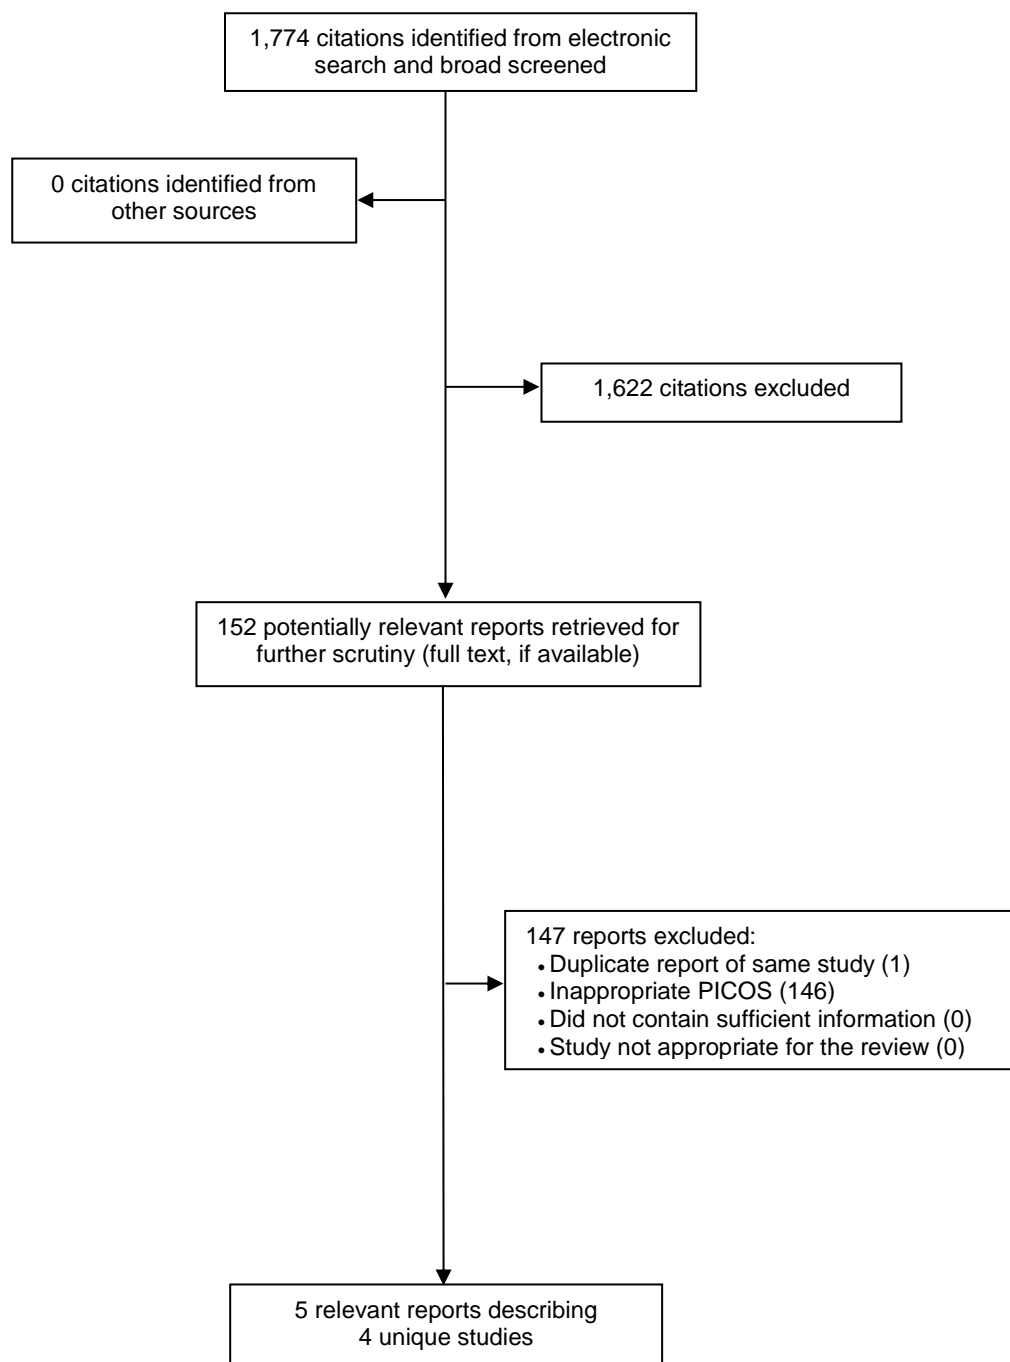 1,774 citations identified from electronic
search and broad screened
0 citations identified from
other sources
1,622 citations excluded
152 potentially relevant reports retrieved for
further scrutiny (full text, if available)
147 reports excluded:
• Duplicate report of same study (1)
• Inappropriate PICOS (146)
• Did not contain sufficient information (0)
• Study not appropriate for the review (0)
5 relevant reports describing
4 unique studies